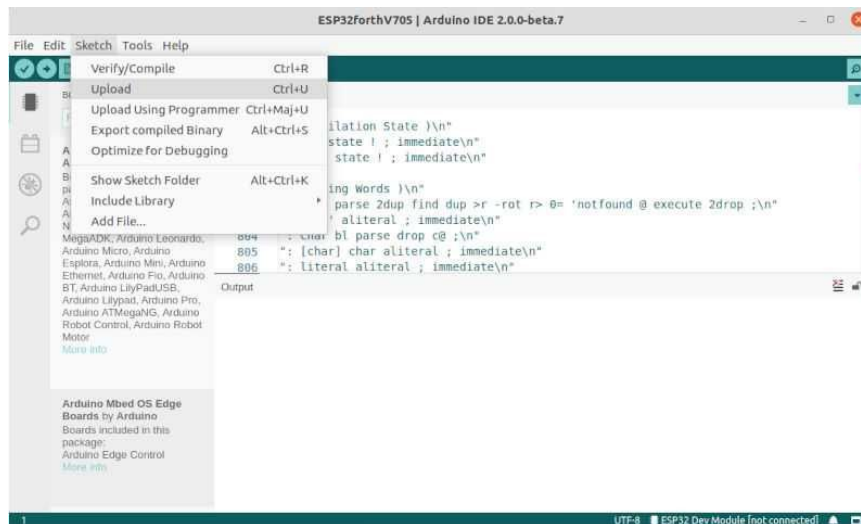 ESP32forthV705 | Arduino IDE 2.0.0-beta.7
File Edit Sketch Tools Help
Verify/Compile Ctrl+R
Upload Ctrl+U
Upload Using Programmer Ctrl+Maj+U
Export compiled Binary Alt+Ctrl+S
Optimize for Debugging
Show Sketch Folder Alt+Ctrl+K
Include Library
Add File...
ilation State )\n"
state ! ; immediate\n"
state ! ; immediate\n"
ing Words )\n"
parse 2dup find dup >r -rot r> 0= 'notfound @ execute 2drop ;\n"
' aliteral ; immediate\n"
804 ": char bl parse drop c@ ;\n"
805 ": [char] char aliteral ; immediate\n"
806 ": literal aliteral ; immediate\n"
Output
MegaADK, Arduino Leonardo,
Arduino Micro, Arduino
Esplora, Arduino Mini, Arduino
Ethernet, Arduino Fio, Arduino
BT, Arduino LilyPadUSB,
Arduino Lilypad, Arduino Pro,
Arduino ATMegaNG, Arduino
Robot Control, Arduino Robot
Motor
More info
Arduino Mbed OS Edge
Boards by Arduino
Boards included in this
package:
Arduino Edge Control
More info
1 UTF-8 ESP32 Dev Module [not connected]